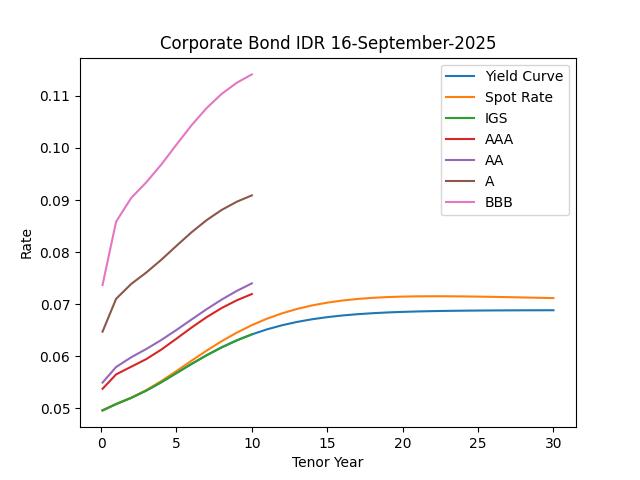 Corporate Bond IDR 16-September-2025
Yield Curve
Spot Rate
IGS
AAA
AA
A
BBB
0.11
0.10
0.09
0.08
0.07
0.06
0.05
Rate
0
5
10
15
20
25
30
Tenor Year